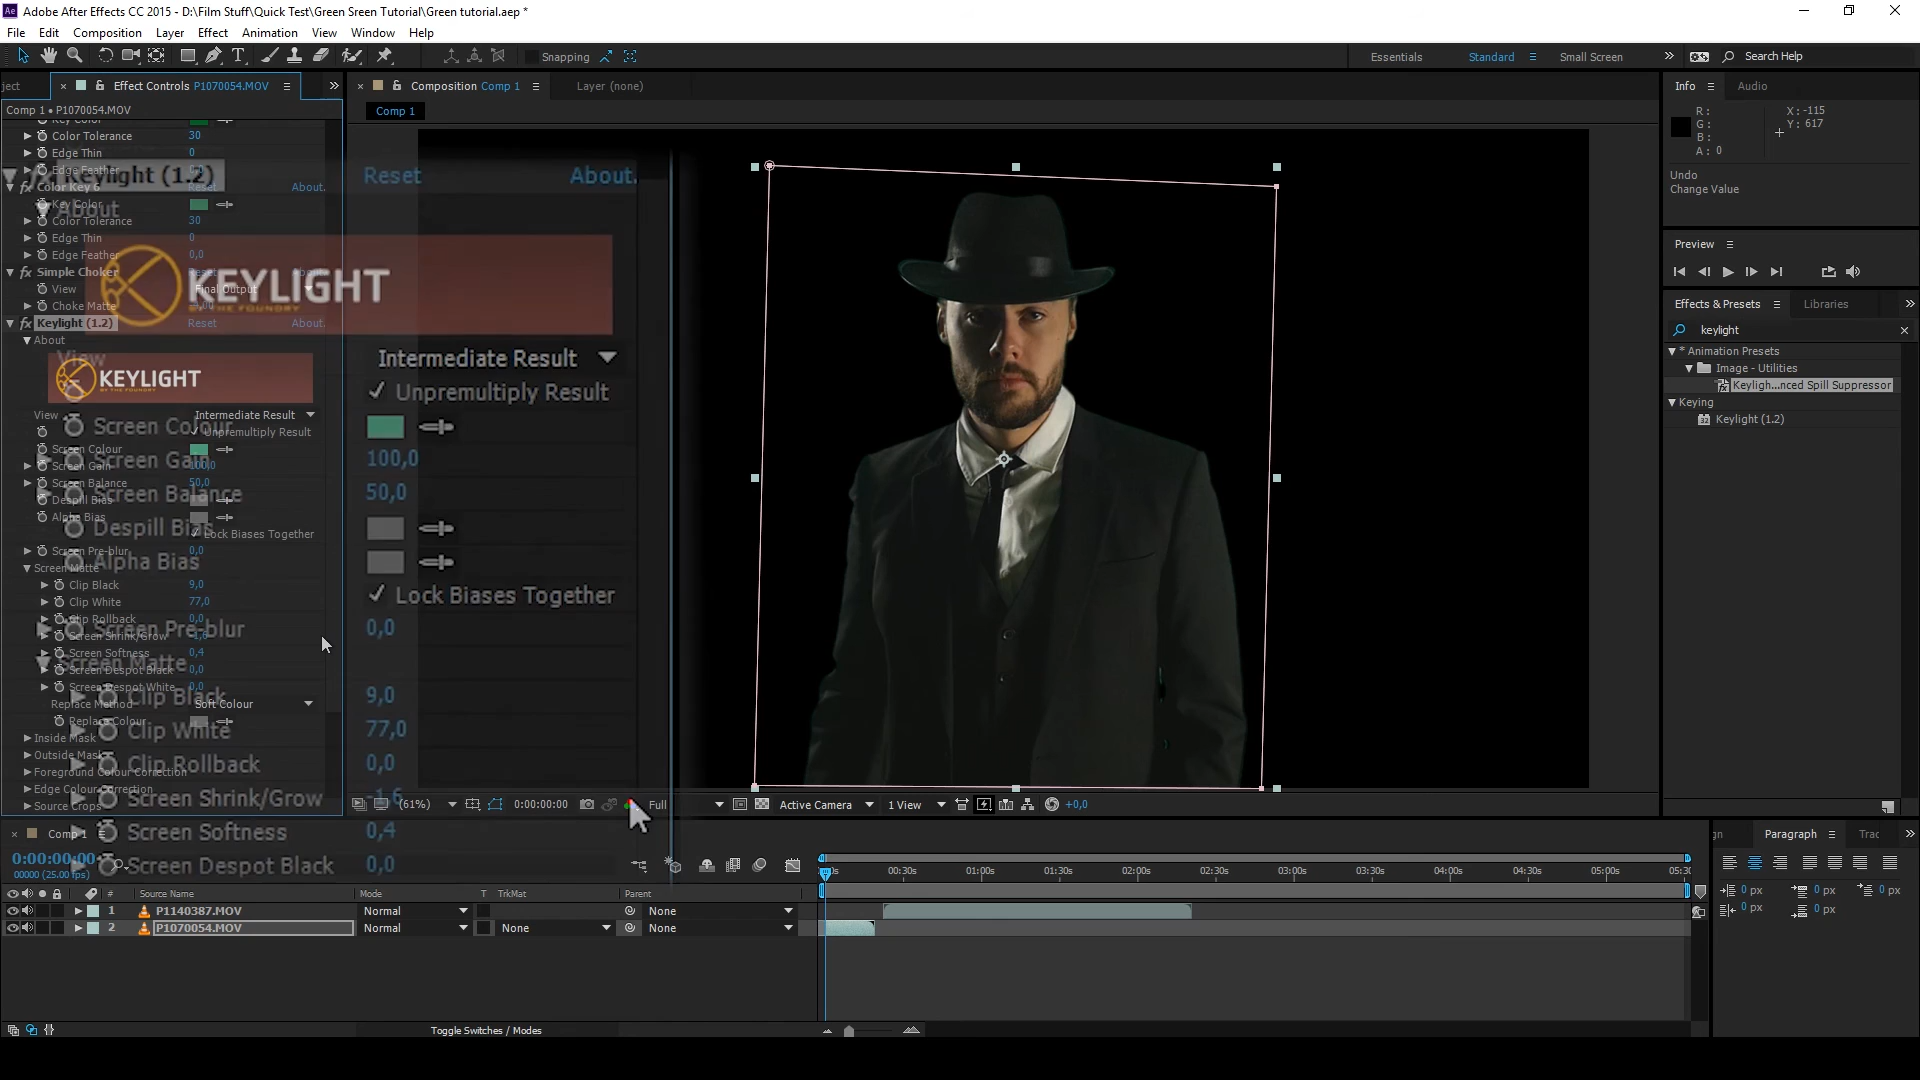 Adobe After Effects CC 2015 - D:\Film Stuff\Quick Test\Green Sreen Tutorial\Green tutorial.aep *
File Edit Composition Layer Effect Animation View Window Help
Snapping
Essentials Standard Small Screen Search Help
ject Effect Controls P1070054.MOV
Composition Comp 1 Layer (none)
Info Audio
Comp 1 • P1070054.MOV
Comp 1
R: X: -115
G: Y: 617
B:
A: 0
Undo
Change Value
Key Color
Color Tolerance 30
Edge Thin 0
Edge Feather
Color Key 6 Reset About.
Key Color
Color Tolerance 30
Edge Thin 0
Edge Feather 0,0
Simple Choker Reset
View Final Output
Choke Matte
Keylight (1.2) Reset About.
About
KEYLIGHT
BY THE FOUNDRY
View Intermediate Result
Unpremultiply Result
Screen Colour
Screen Gain 100,0
Screen Balance 50,0
Despill Bias
Alpha Bias
Lock Biases Together
Screen Pre-blur 0,0
Screen Matte
Clip Black 9,0
Clip White 77,0
Clip Rollback 0,0
Screen Shrink/Grow -1,6
Screen Softness 0,4
Screen Despot Black 0,0
Screen Despot White 0,0
Replace Method Soft Colour
Replace Colour
Inside Mask
Outside Mask
Foreground Colour Correction
Edge Colour Correction
Source Crops
Keylight (1.2) Reset About.
About
KEYLIGHT
BY THE FOUNDRY
View Intermediate Result
Unpremultiply Result
Screen Colour
Screen Gain 100,0
Screen Balance 50,0
Despill Bias
Alpha Bias
Lock Biases Together
Screen Pre-blur 0,0
Screen Matte
Clip Black 9,0
Clip White 77,0
Clip Rollback 0,0
Screen Shrink/Grow -1,6
Screen Softness 0,4
Screen Despot Black 0,0
Preview
Effects & Presets Libraries
keylight
* Animation Presets
Image - Utilities
Keyligh...nced Spill Suppressor
Keying
Keylight (1.2)
(61%) 0:00:00:00 Full Active Camera 1 View +0,0
Comp 1
0:00:00:00
00000 (25.00 fps)
00:30s 01:00s 01:30s 02:00s 02:30s 03:00s 03:30s 04:00s 04:30s 05:00s 05:30
# Source Name Mode T TrkMat Parent
1 P1140387.MOV Normal None
2 P1070054.MOV Normal None None
Toggle Switches / Modes
gn Paragraph Trac
0 px 0 px 0 px
0 px 0 px